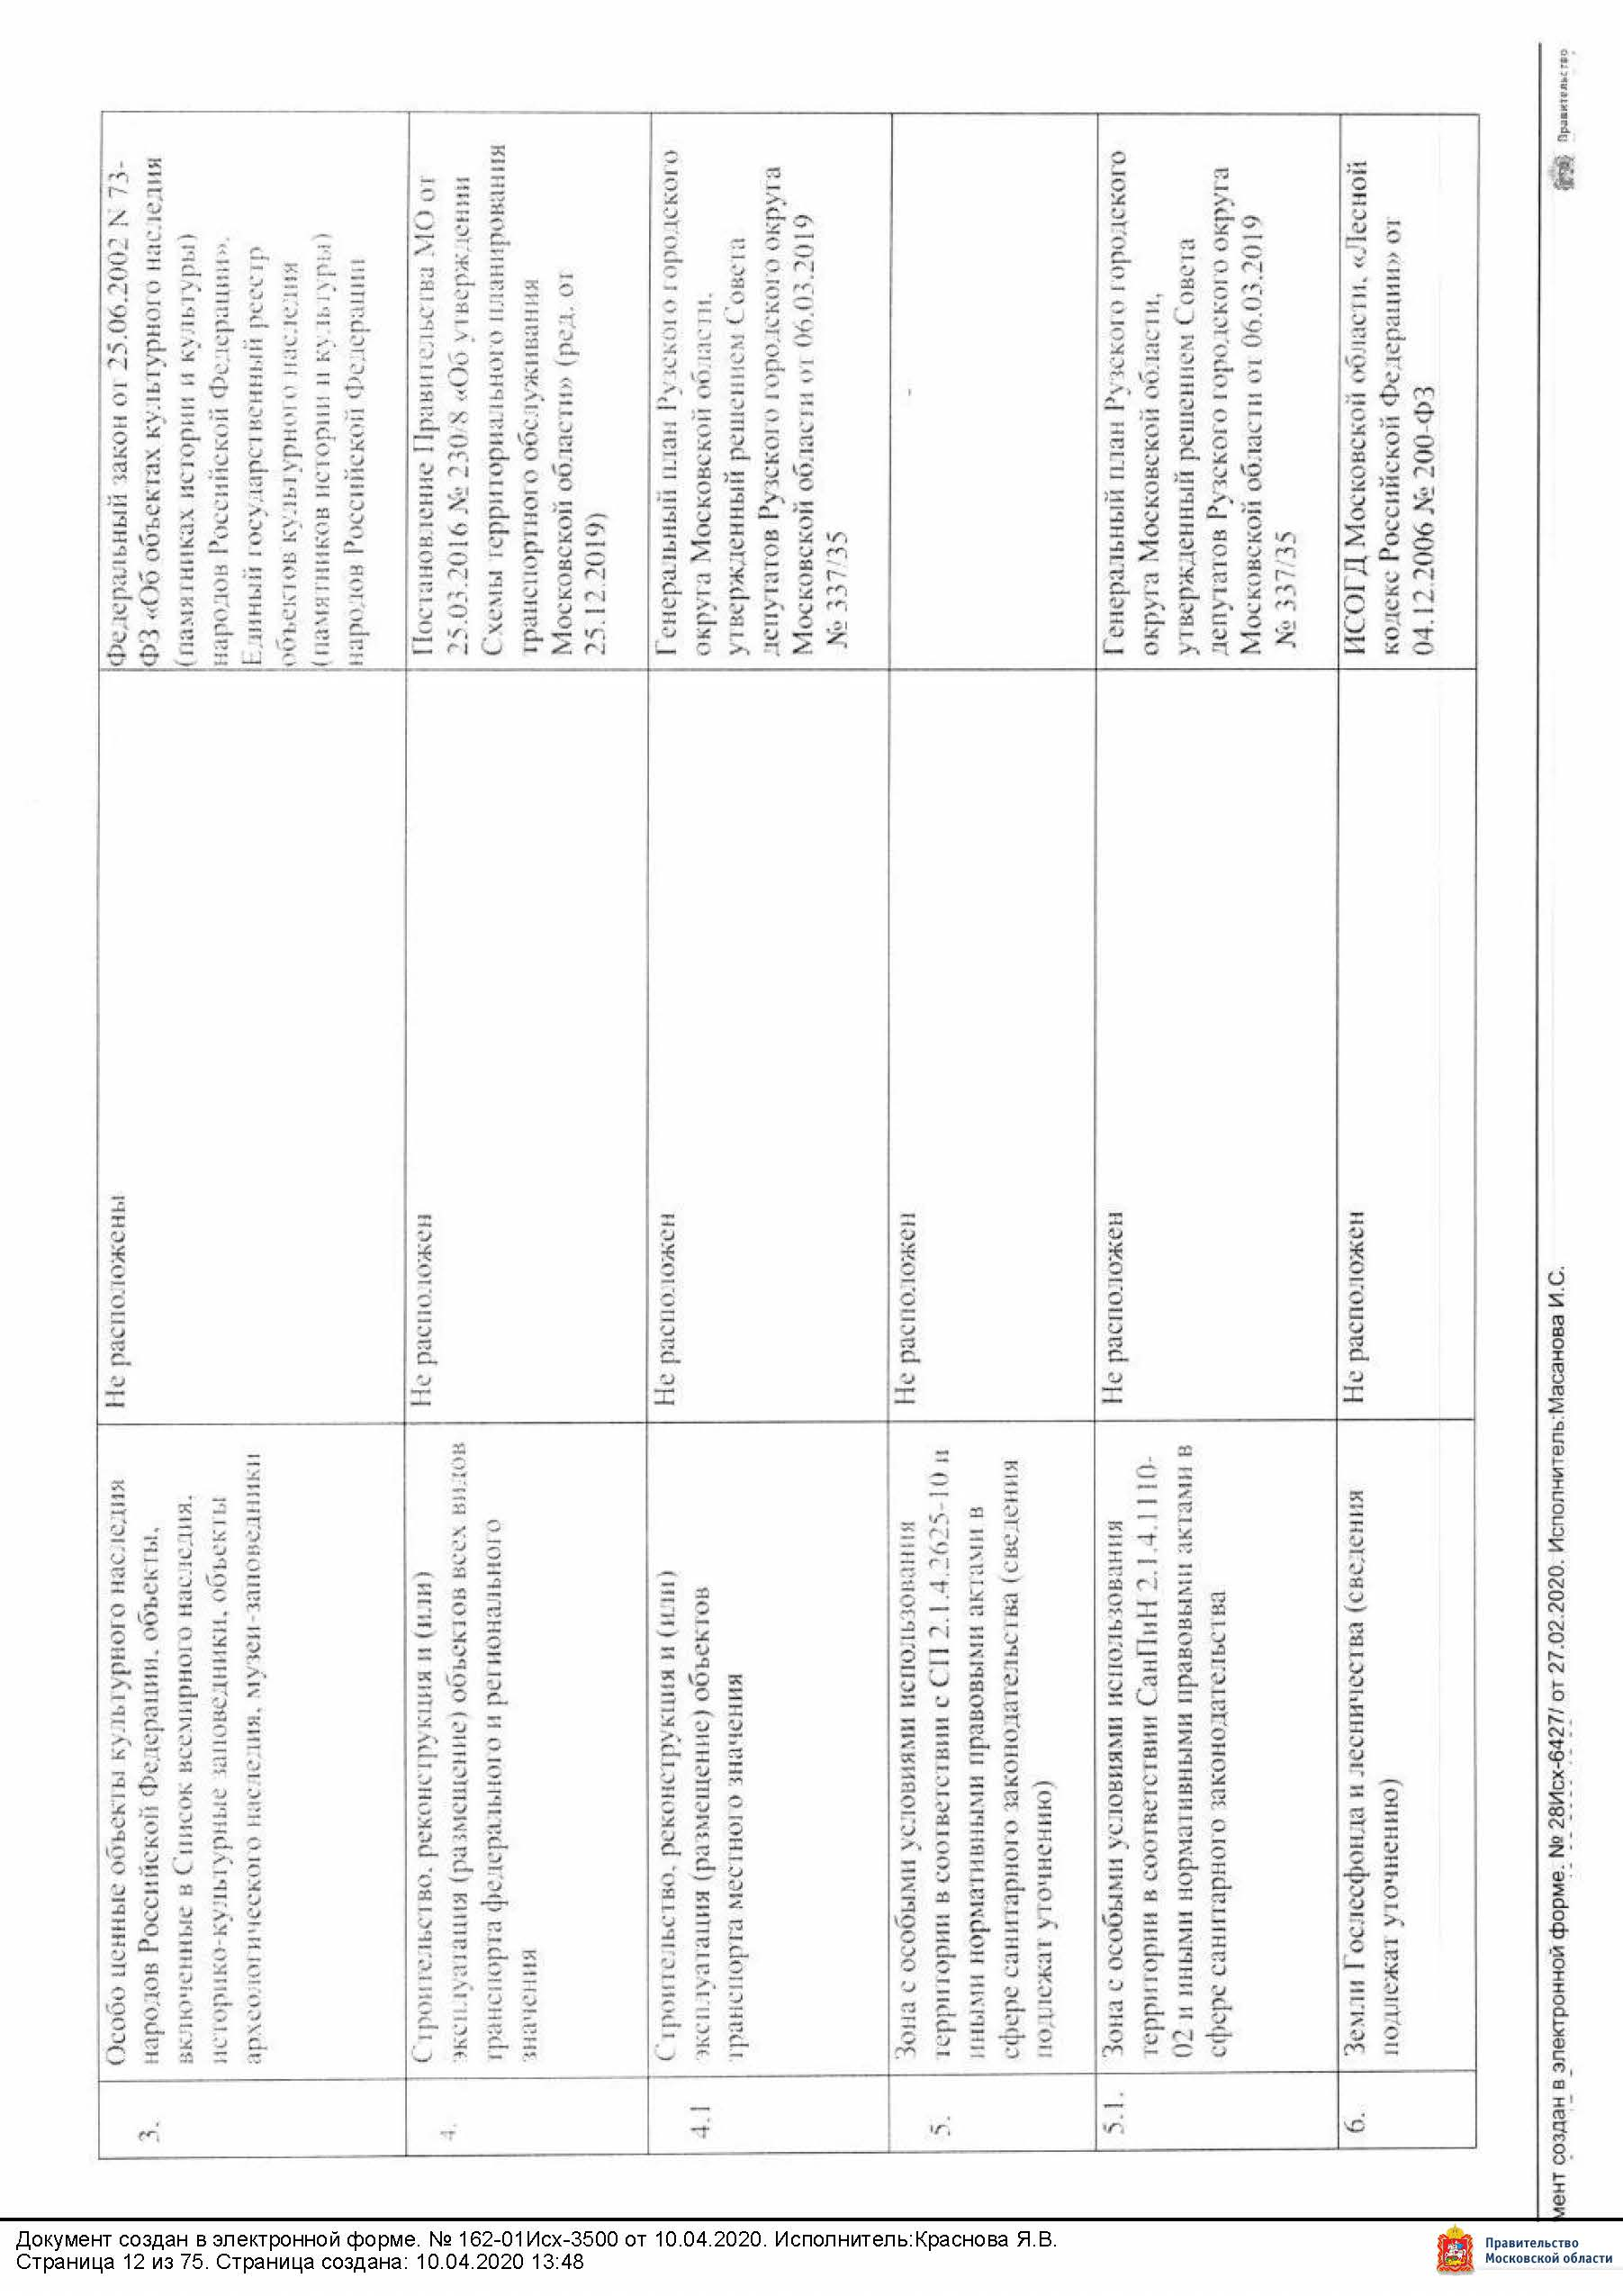 3.
Особо ценные объекты культурного наследия
народов Российской Федерации, объекты,
включенные в Список всемирного наследия,
историко-культурные заповедники, объекты
археологического наследия, музеи-заповедники
Не расположены
Федеральный закон от 25.06.2002 N 73-
ФЗ «Об объектах культурного наследия
(памятниках истории и культуры)
народов Российской Федерации».
Единый государственный реестр
объектов культурного наследия
(памятников истории и культуры)
народов Российской Федерации
4.
Строительство, реконструкция и (или)
эксплуатация (размещение) объектов всех видов
транспорта федерального и регионального
значения
Не расположен
Постановление Правительства МО от
25.03.2016 № 230/8 «Об утверждении
Схемы территориального планирования
транспортного обслуживания
Московской области» (ред. от
25.12.2019)
4.1
Строительство, реконструкция и (или)
эксплуатация (размещение) объектов
транспорта местного значения
Не расположен
Генеральный план Рузского городского
округа Московской области,
утвержденный решением Совета
депутатов Рузского городского округа
Московской области от 06.03.2019
№ 337/35
5.
Зона с особыми условиями использования
территории в соответствии с СП 2.1.4.2625-10 и
иными нормативными правовыми актами в
сфере санитарного законодательства (сведения
подлежат уточнению)
Не расположен
-
5.1.
Зона с особыми условиями использования
территории в соответствии СанПиН 2.1.4.1110-
02 и иными нормативными правовыми актами в
сфере санитарного законодательства
Не расположен
Генеральный план Рузского городского
округа Московской области,
утвержденный решением Совета
депутатов Рузского городского округа
Московской области от 06.03.2019
№ 337/35
6.
Земли Гослесфонда и лесничества (сведения
подлежат уточнению)
Не расположен
ИСОГД Московской области, «Лесной
кодекс Российской Федерации» от
04.12.2006 № 200-ФЗ
мент создан в электронной форме. № 28Исх-6427/ от 27.02.2020. Исполнитель:Масанова И.С.
Правительство
Документ создан в электронной форме. № 162-01Исх-3500 от 10.04.2020. Исполнитель:Краснова Я.В.
Страница 12 из 75. Страница создана: 10.04.2020 13:48
Правительство
Московской области